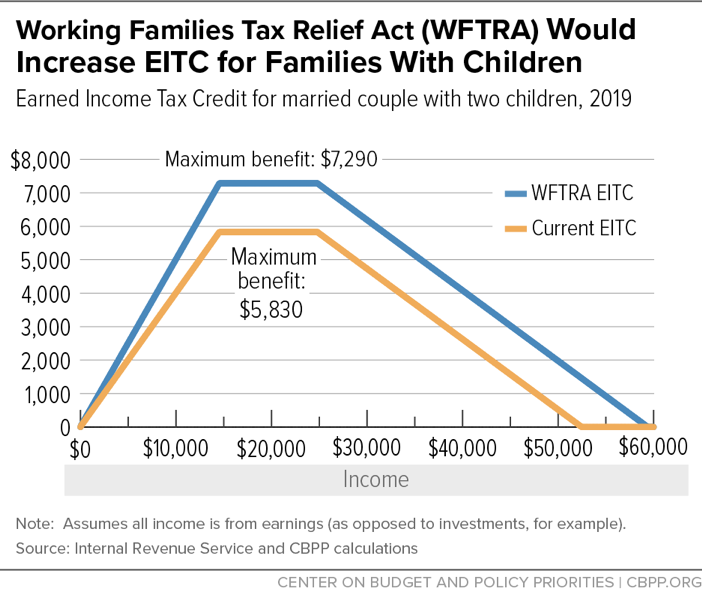 Working Families Tax Relief Act (WFTRA) Would
Increase EITC for Families With Children
Earned Income Tax Credit for married couple with two children, 2019
$8,000
7,000
6,000
5,000
4,000
3,000
2,000
1,000
0
Maximum benefit: $7,290
WFTRA EITC
Current EITC
Maximum
benefit:
$5,830
$0 $10,000 $20,000 $30,000 $40,000 $50,000 $60,000
Income
Note: Assumes all income is from earnings (as opposed to investments, for example).
Source: Internal Revenue Service and CBPP calculations
CENTER ON BUDGET AND POLICY PRIORITIES | CBPP.ORG